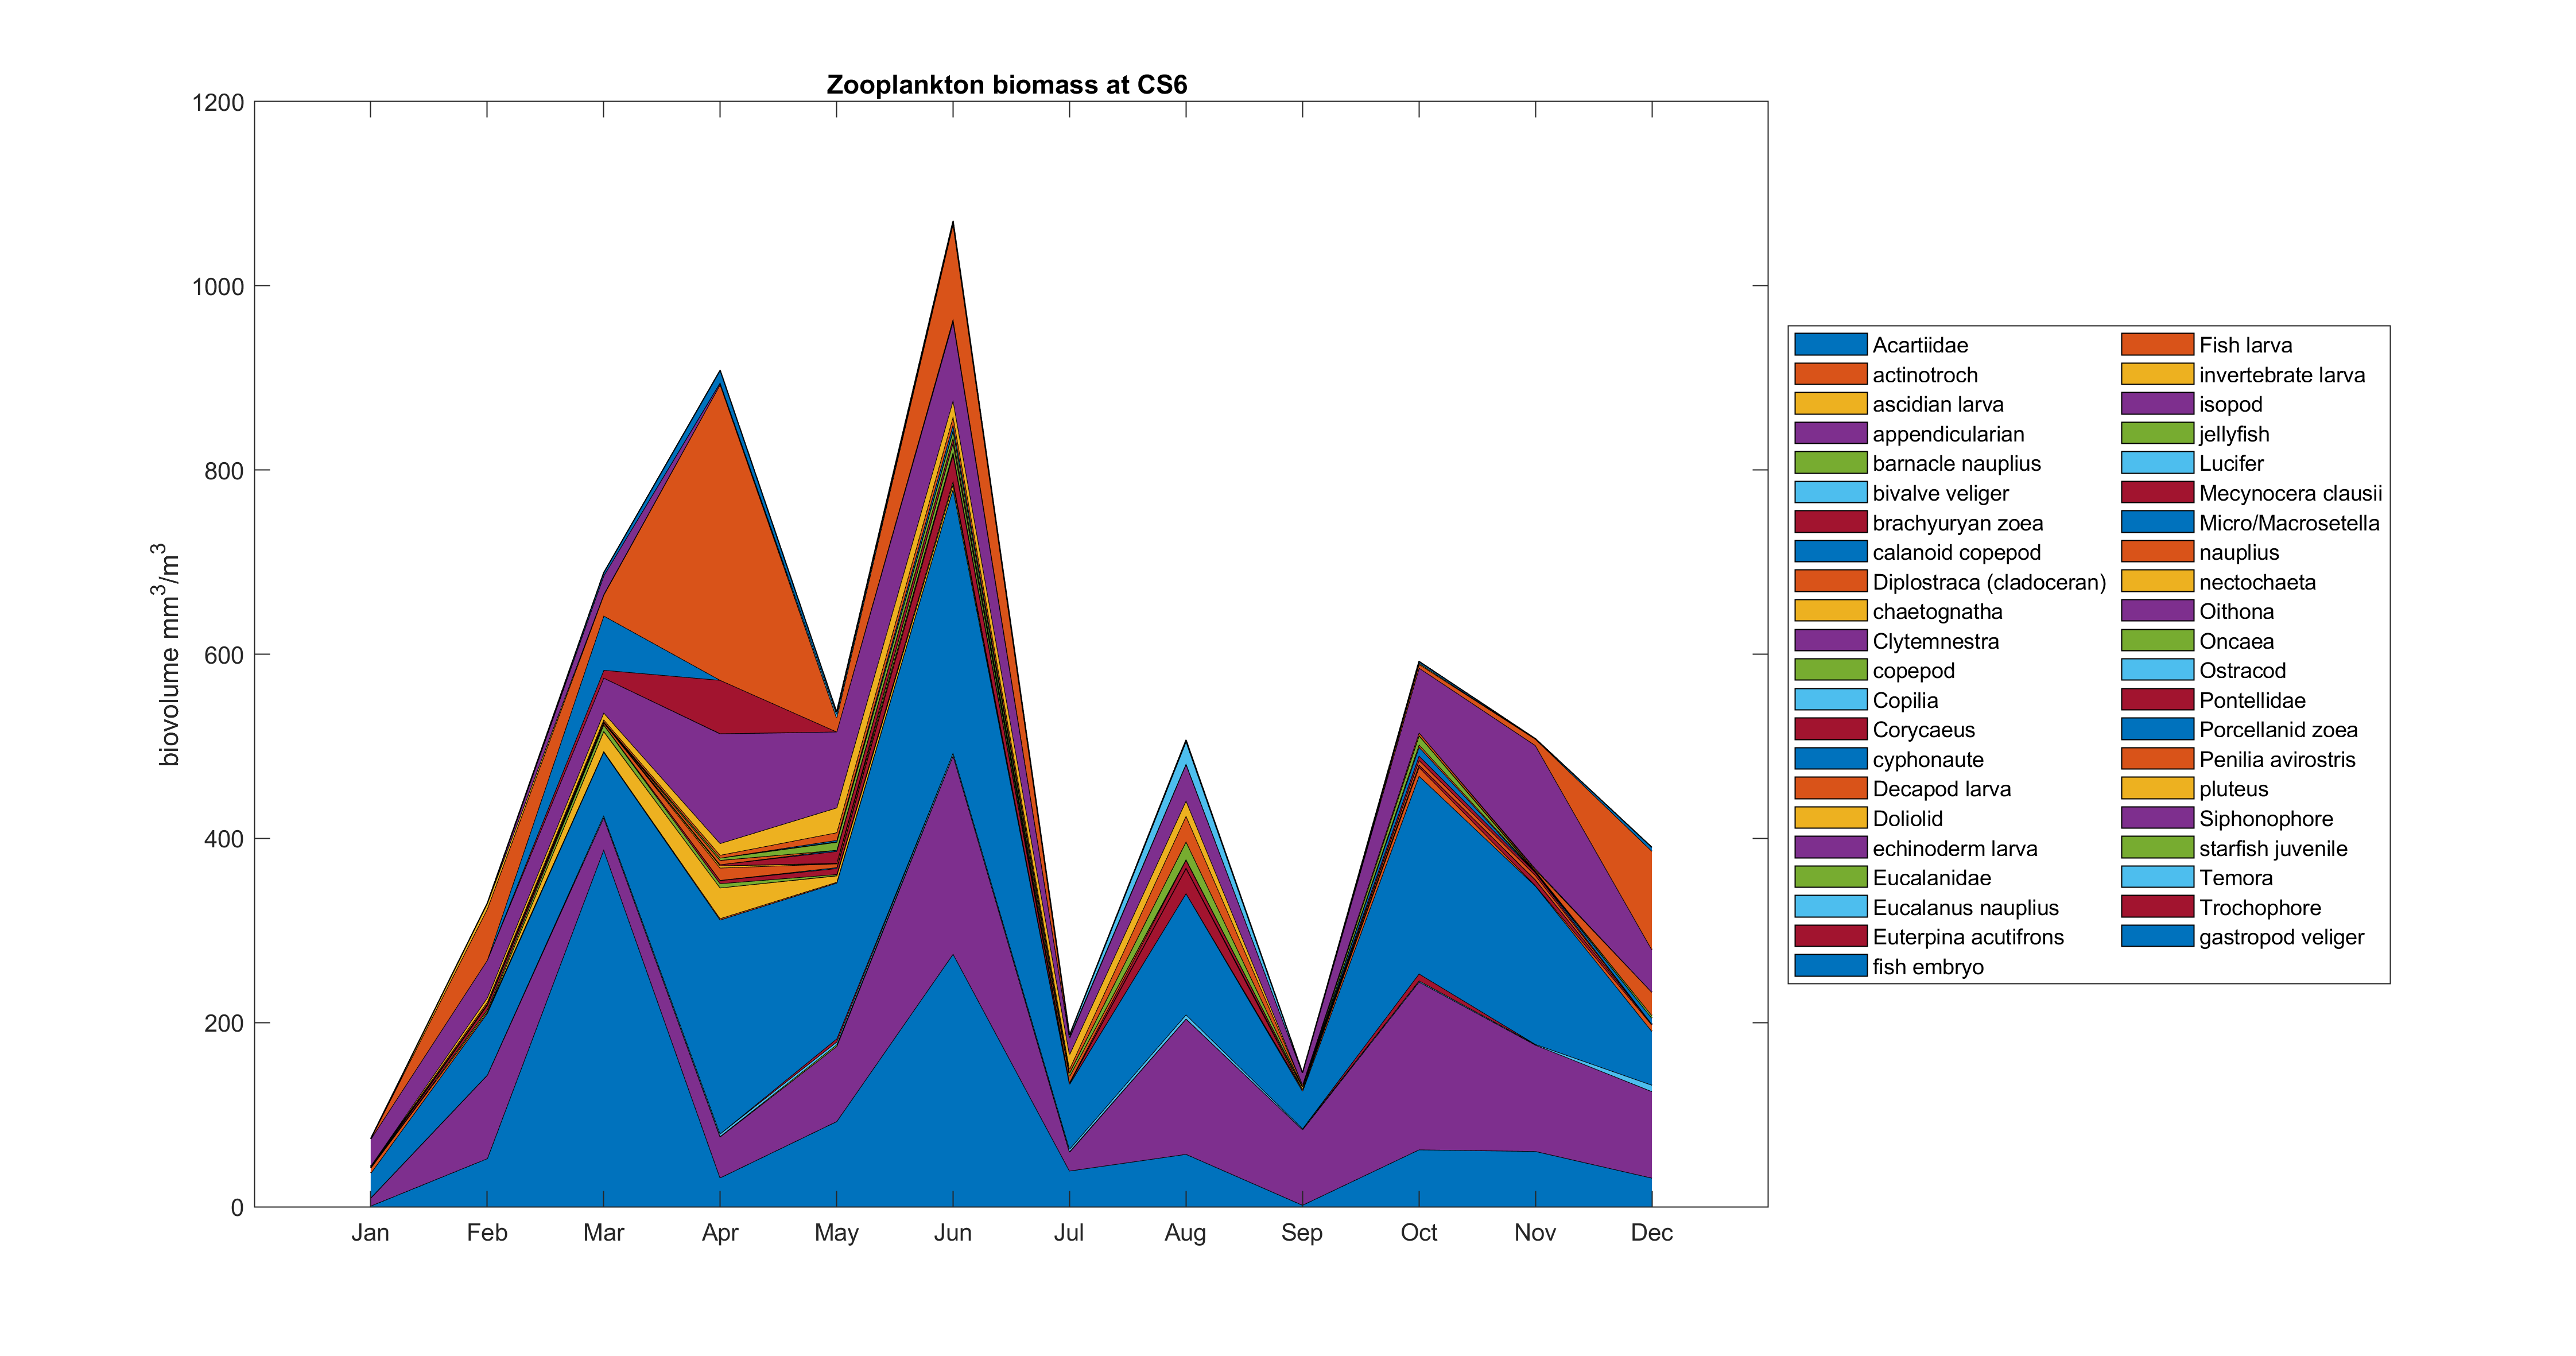 Zooplankton biomass at CS6
1200
1000
800
600
400
200
0
biovolume mm³/m³
Jan Feb Mar Apr May Jun Jul Aug Sep Oct Nov Dec
Acartiidae
actinotroch
ascidian larva
appendicularian
barnacle nauplius
bivalve veliger
brachyuryan zoea
calanoid copepod
Diplostraca (cladoceran)
chaetognatha
Clytemnestra
copepod
Copilia
Corycaeus
cyphonaute
Decapod larva
Doliolid
echinoderm larva
Eucalanidae
Eucalanus nauplius
Euterpina acutifrons
fish embryo
Fish larva
invertebrate larva
isopod
jellyfish
Lucifer
Mecynocera clausii
Micro/Macrosetella
nauplius
nectochaeta
Oithona
Oncaea
Ostracod
Pontellidae
Porcellanid zoea
Penilia avirostris
pluteus
Siphonophore
starfish juvenile
Temora
Trochophore
gastropod veliger